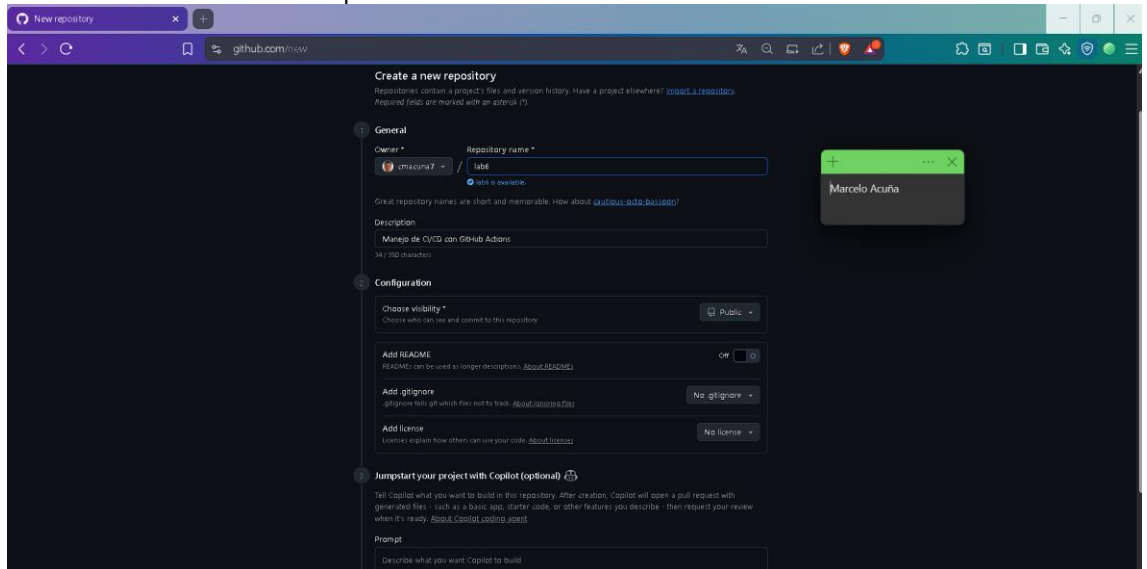 New repository
github.com/new
Create a new repository
Repositories contain a project's files and version history. Have a project elsewhere? Import a repository.
Required fields are marked with an asterisk (*).
1 General
Owner * Repository name *
cmacuna7 / lab6
lab6 is available.
Great repository names are short and memorable. How about cautious-octo-bassoon?
Marcelo Acuña
Description
Manejo de CI/CD con GitHub Actions
34 / 350 characters
2 Configuration
Choose visibility *
Choose who can see and commit to this repository
Public
Add README
READMEs can be used as longer descriptions. About READMEs
Off
Add .gitignore
.gitignore tells git which files not to track. About ignoring files
No .gitignore
Add license
Licenses explain how others can use your code. About licenses
No license
3 Jumpstart your project with Copilot (optional)
Tell Copilot what you want to build in this repository. After creation, Copilot will open a pull request with
generated files - such as a basic app, starter code, or other features you describe - then request your review
when it's ready. About Copilot coding agent
Prompt
Describe what you want Copilot to build